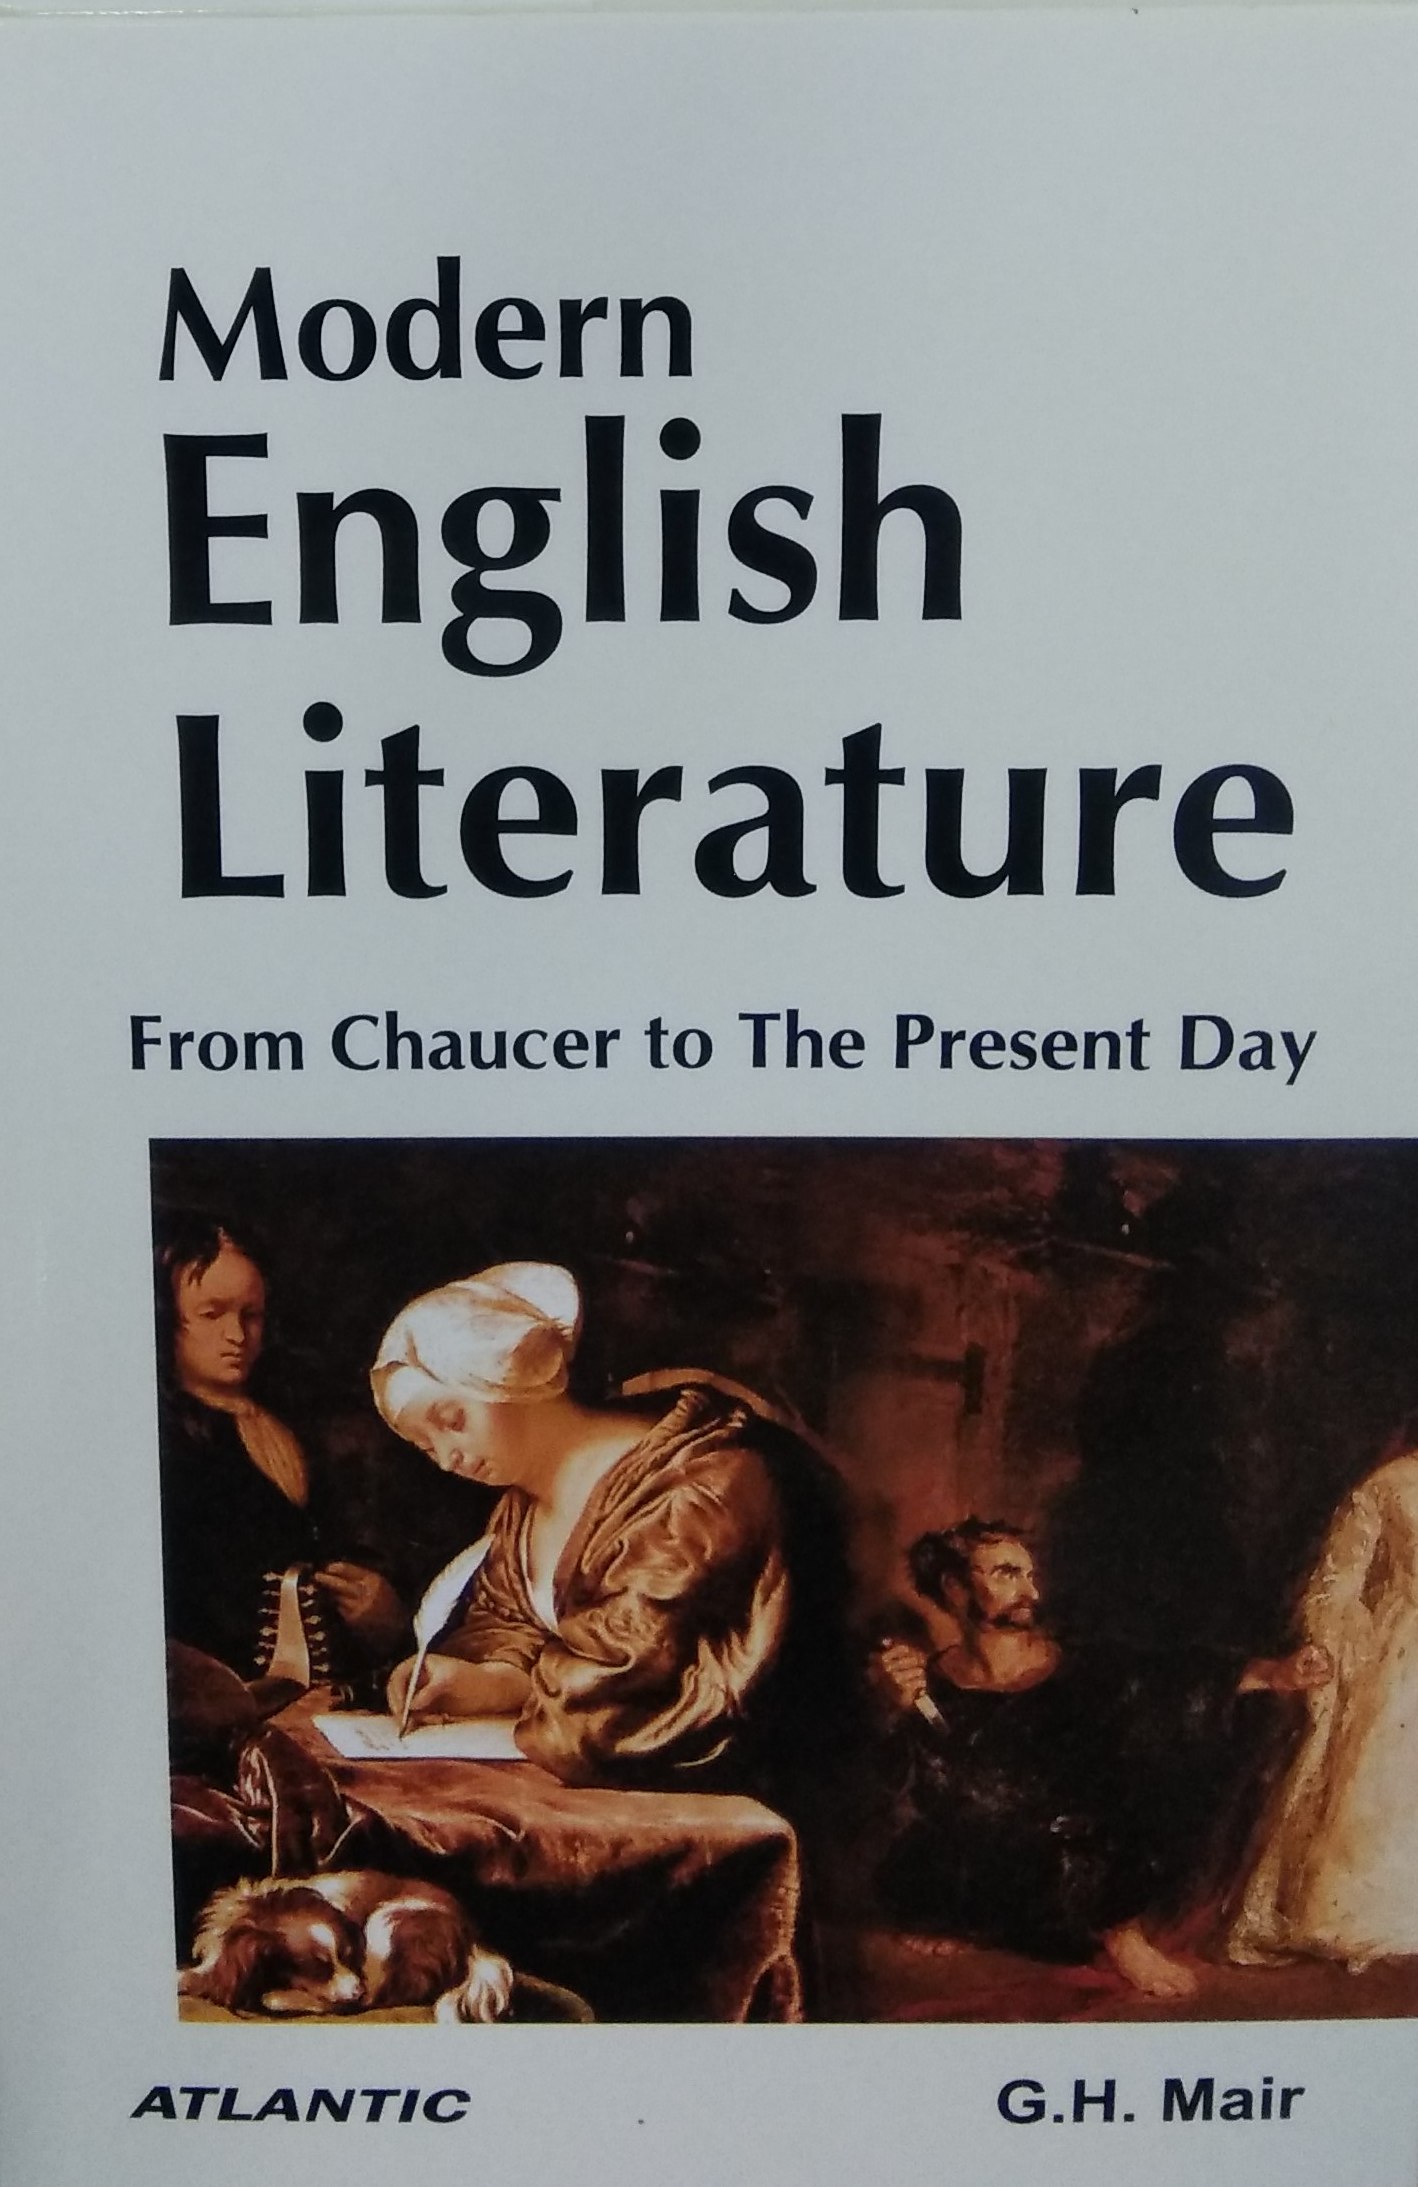 Modern
English
Literature
From Chaucer to The Present Day
ATLANTIC
G.H. Mair